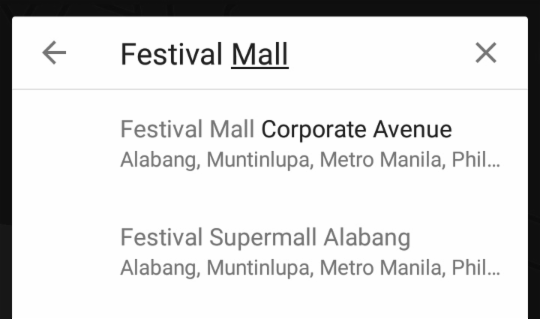 Festival Mall
Festival Mall Corporate Avenue
Alabang, Muntinlupa, Metro Manila, Phil...
Festival Supermall Alabang
Alabang, Muntinlupa, Metro Manila, Phil...